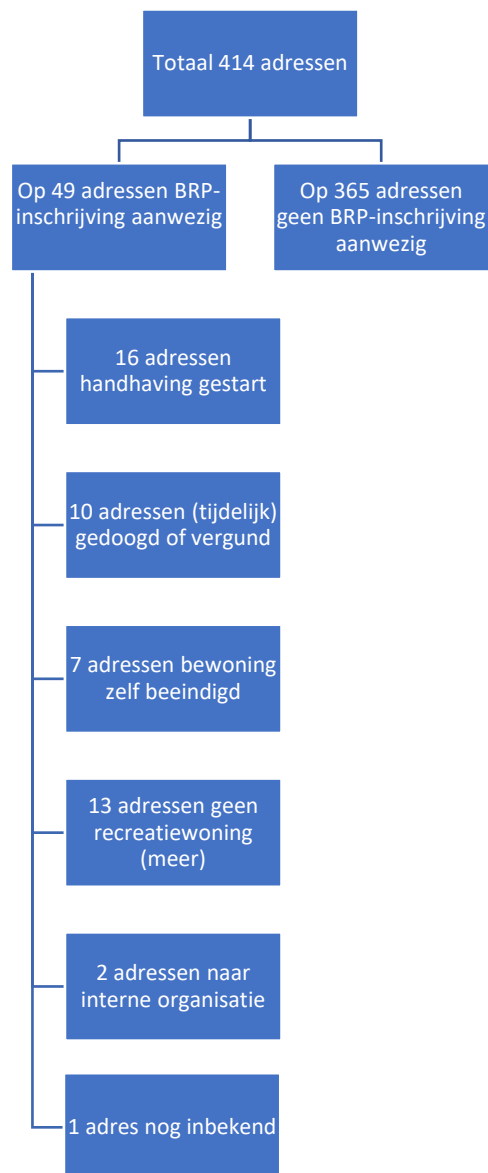 Totaal 414 adressen
Op 49 adressen BRP-
inschrijving aanwezig
Op 365 adressen
geen BRP-inschrijving
aanwezig
16 adressen
handhaving gestart
10 adressen (tijdelijk)
gedoogd of vergund
7 adressen bewoning
zelf beeindigd
13 adressen geen
recreatiewoning
(meer)
2 adressen naar
interne organisatie
1 adres nog inbekend